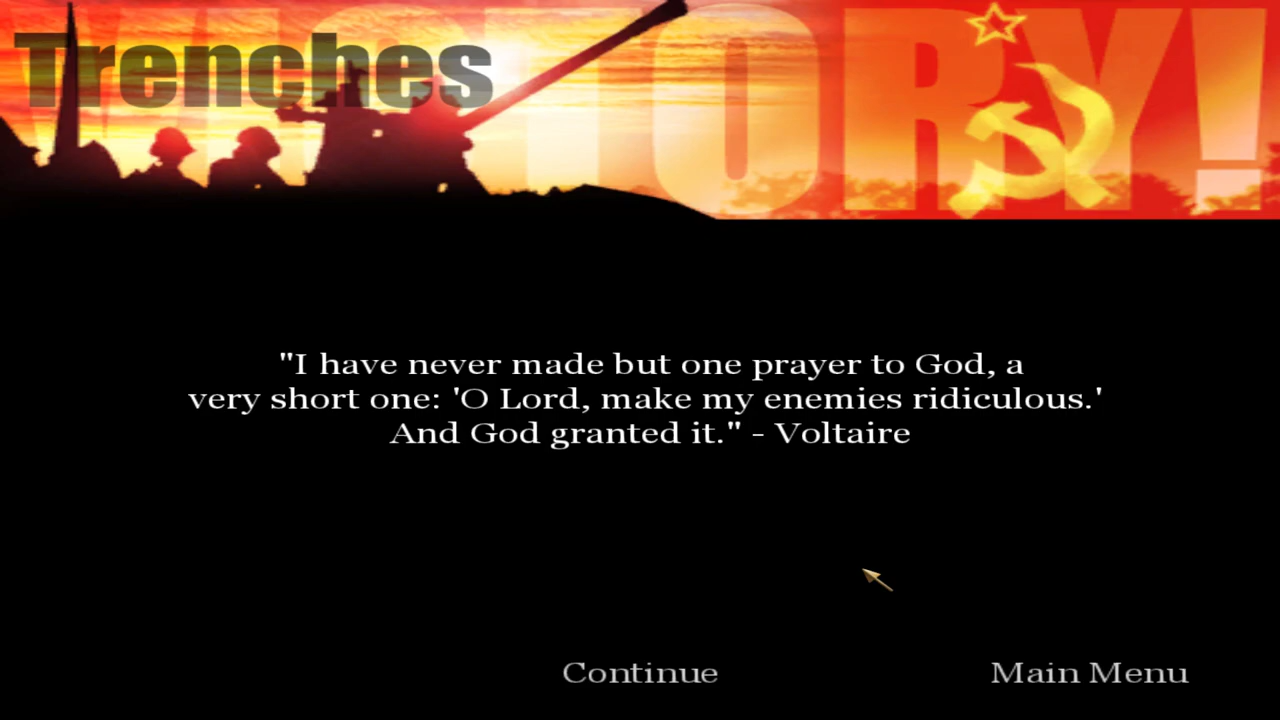 VICTORY!
Trenches
"I have never made but one prayer to God, a
very short one: 'O Lord, make my enemies ridiculous.'
And God granted it." - Voltaire
Continue
Main Menu